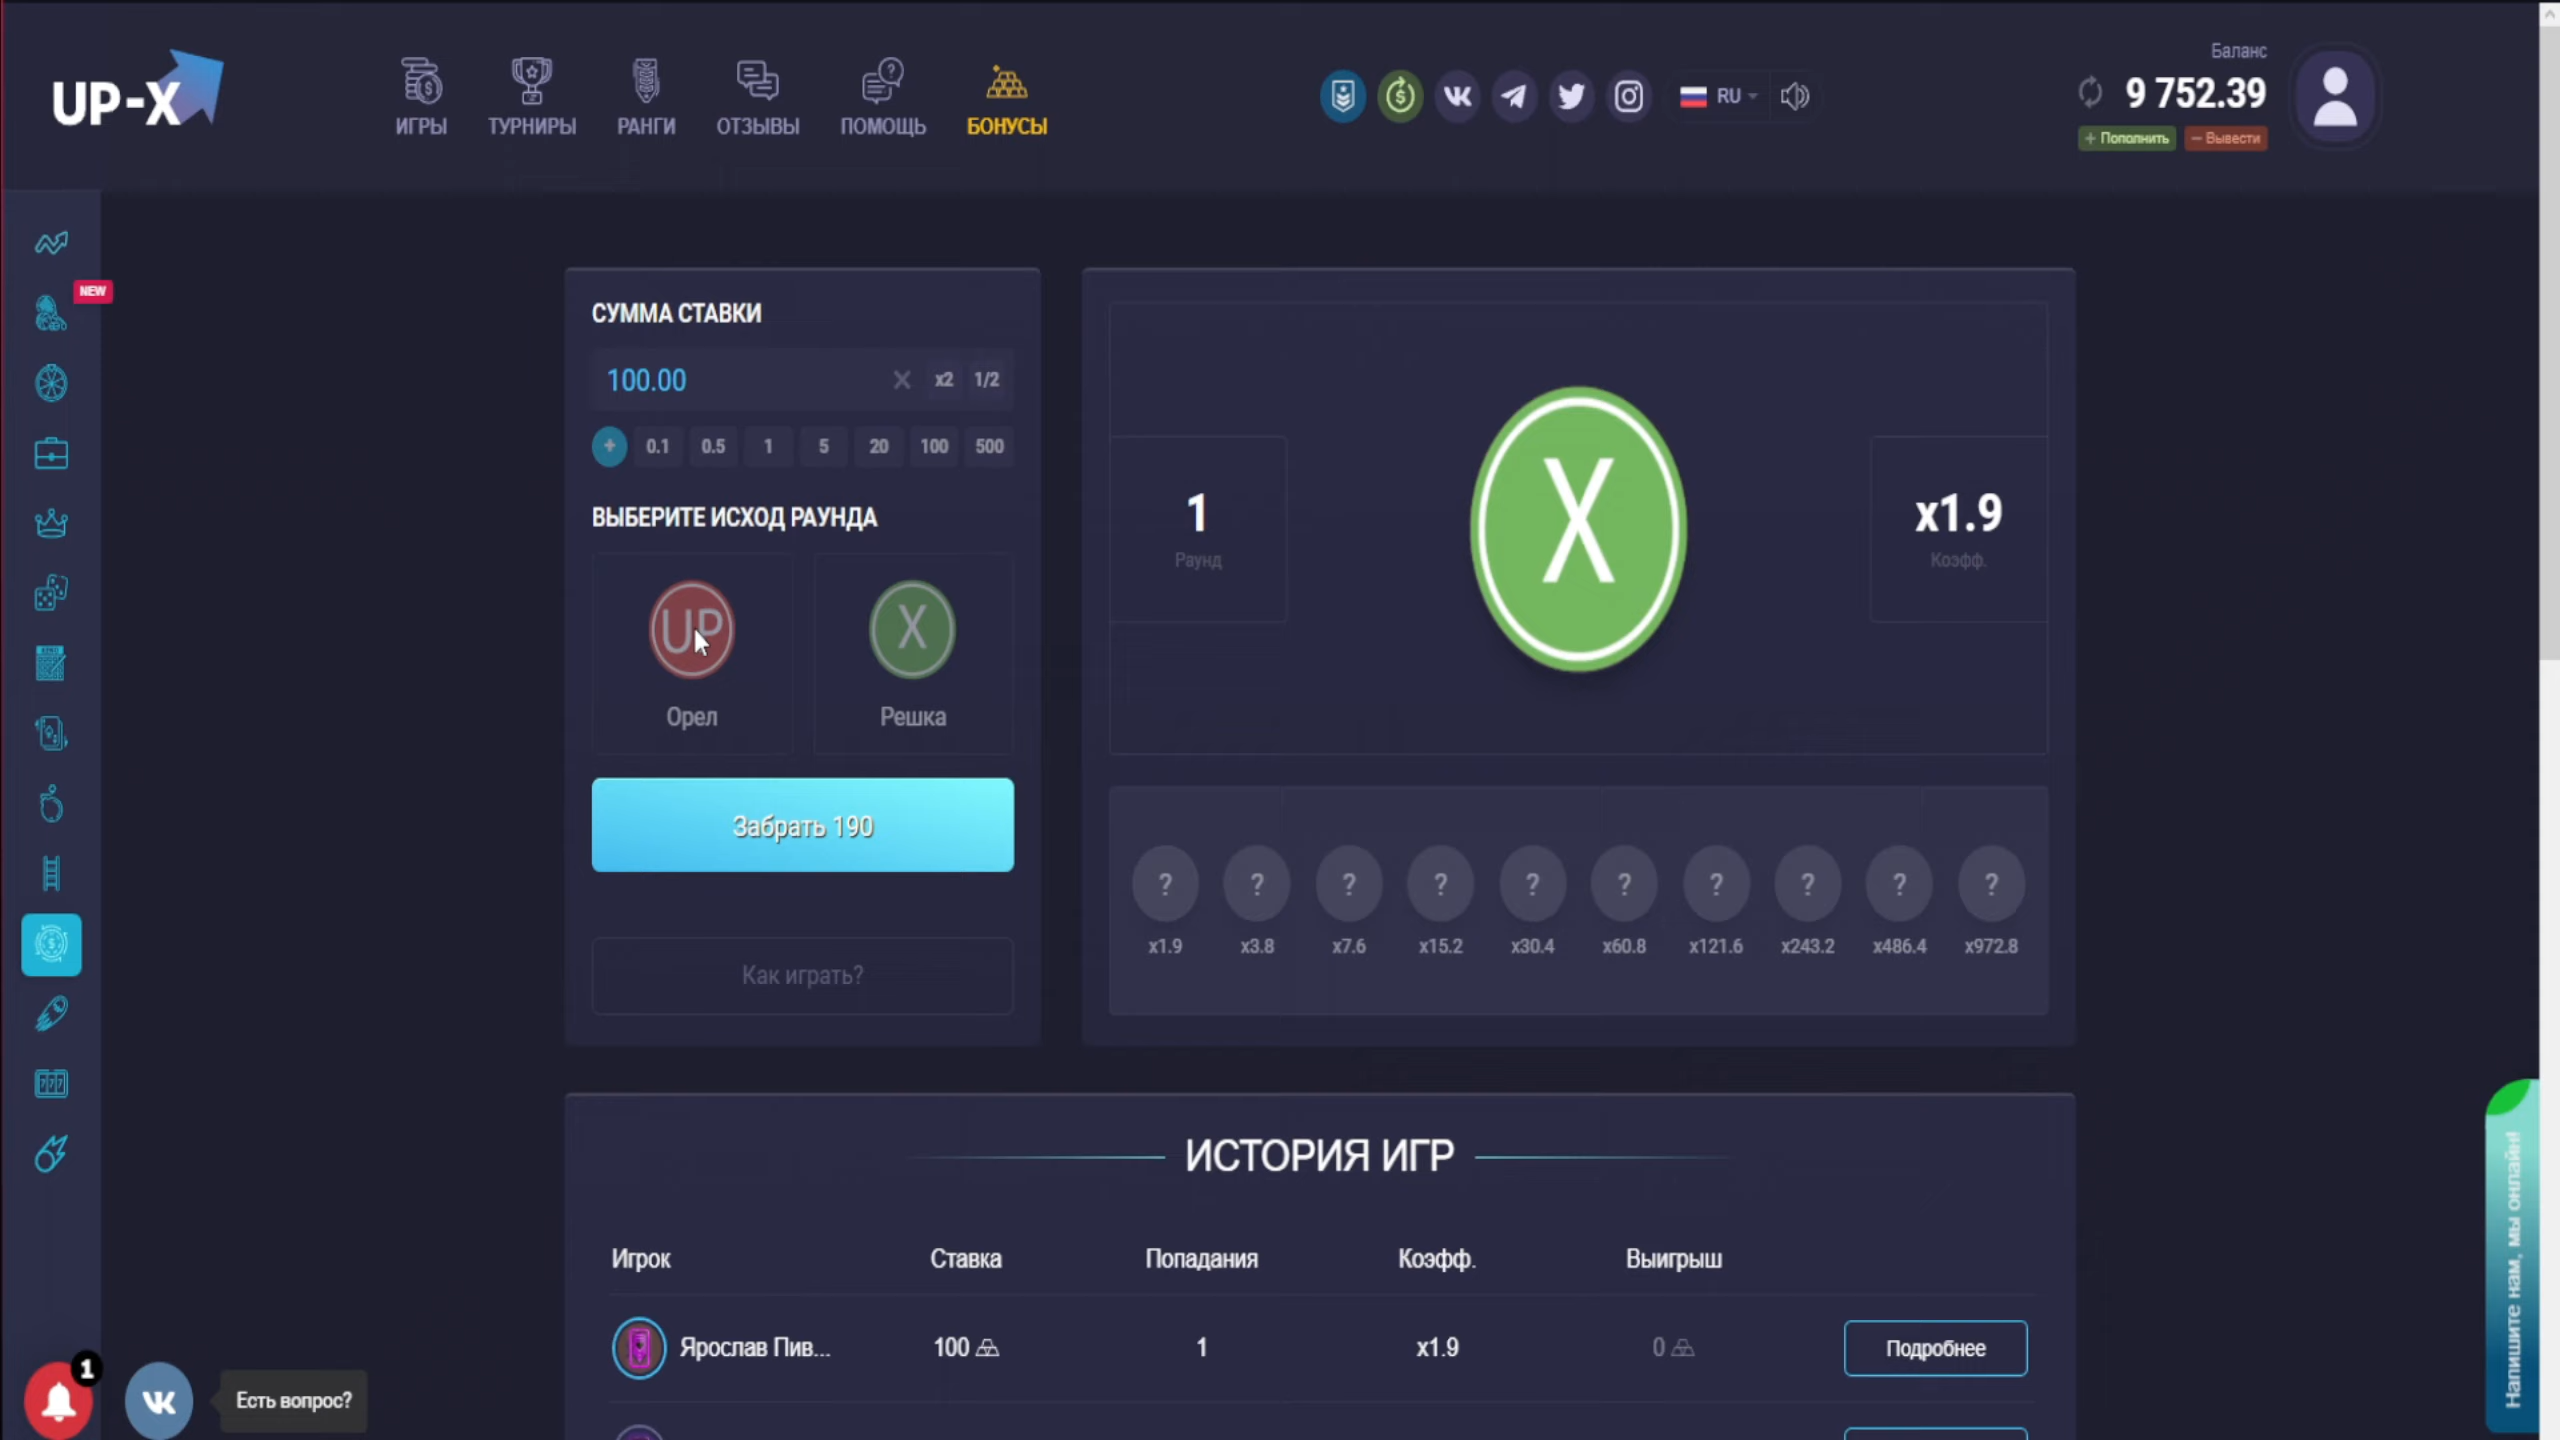 UP-X
ИГРЫ
ТУРНИРЫ
РАНГИ
ОТЗЫВЫ
ПОМОЩЬ
БОНУСЫ
RU
Баланс
9 752.39
+ Пополнить
− Вывести
NEW
СУММА СТАВКИ
100.00
x2
1/2
+
0.1
0.5
1
5
20
100
500
ВЫБЕРИТЕ ИСХОД РАУНДА
UP
X
Орел
Решка
Забрать 190
Как играть?
1
Раунд
X
x1.9
Коэфф.
? ? ? ? ? ? ? ? ? ?
x1.9 x3.8 x7.6 x15.2 x30.4 x60.8 x121.6 x243.2 x486.4 x972.8
ИСТОРИЯ ИГР
Игрок Ставка Попадания Коэфф. Выигрыш
Ярослав Пив... 100 1 x1.9 0 Подробнее
777
1
Есть вопрос?
Напишите нам, мы онлайн!